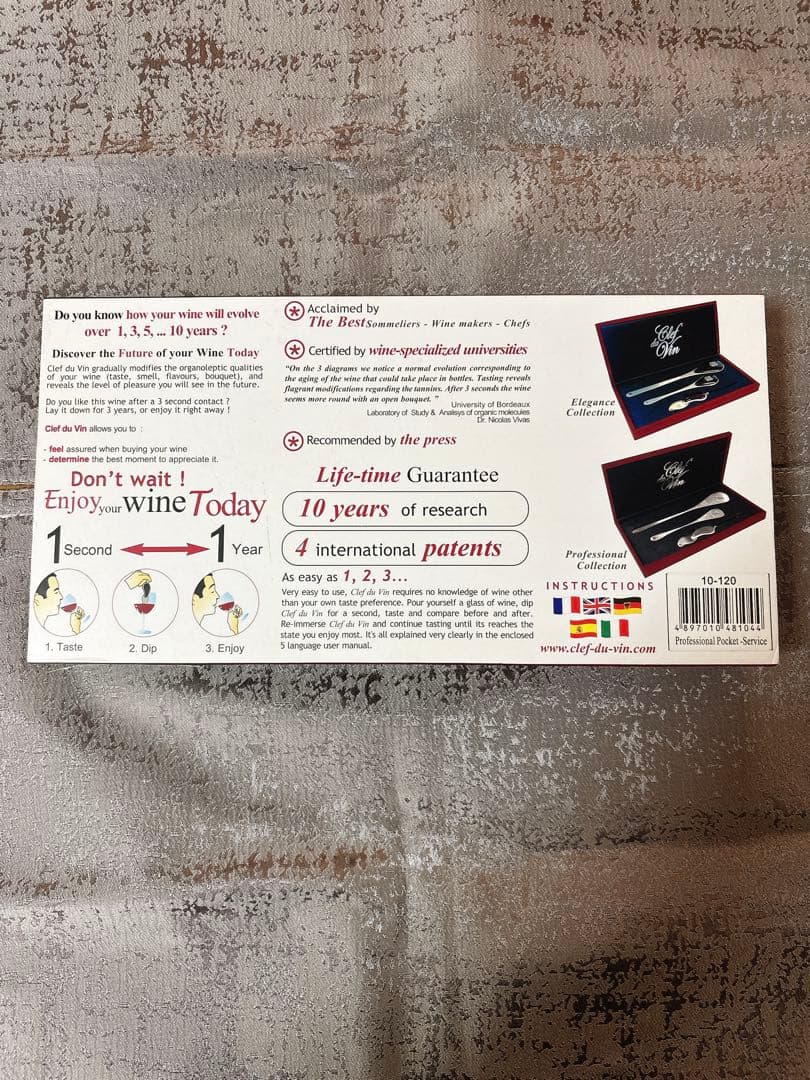 Do you know how your wine will evolve
over 1, 3, 5, ... 10 years ?
Discover the Future of your Wine Today
Clef du Vin gradually modifies the organoleptic qualities
of your wine (taste, smell, flavours, bouquet), and
reveals the level of pleasure you will see in the future.
Do you like this wine after a 3 second contact ?
Lay it down for 3 years, or enjoy it right away !
Clef du Vin allows you to :
- feel assured when buying your wine
- determine the best moment to appreciate it.
Don't wait !
Enjoy your wine Today
1 Second 1 Year
1. Taste 2. Dip 3. Enjoy
Acclaimed by
The Best Sommeliers - Wine makers - Chefs
Certified by wine-specialized universities
"On the 3 diagrams we notice a normal evolution corresponding to
the aging of the wine that could take place in bottles. Tasting reveals
flagrant modifications regarding the tannins. After 3 seconds the wine
seems more round with an open bouquet. "
University of Bordeaux
Laboratory of Study & Analisys of organic molecules
Dr. Nicolas Vivas
Recommended by the press
Life-time Guarantee
10 years of research
4 international patents
As easy as 1, 2, 3...
Very easy to use, Clef du Vin requires no knowledge of wine other
than your own taste preference. Pour yourself a glass of wine, dip
Clef du Vin for a second, taste and compare before and after.
Re-immerse Clef du Vin and continue tasting until its reaches the
state you enjoy most. It's all explained very clearly in the enclosed
5 language user manual.
Clef
du Vin
Elegance
Collection
Clef
du Vin
Professional
Collection
INSTRUCTIONS
www.clef-du-vin.com
10-120
4 897010 481044
Professional Pocket -Service